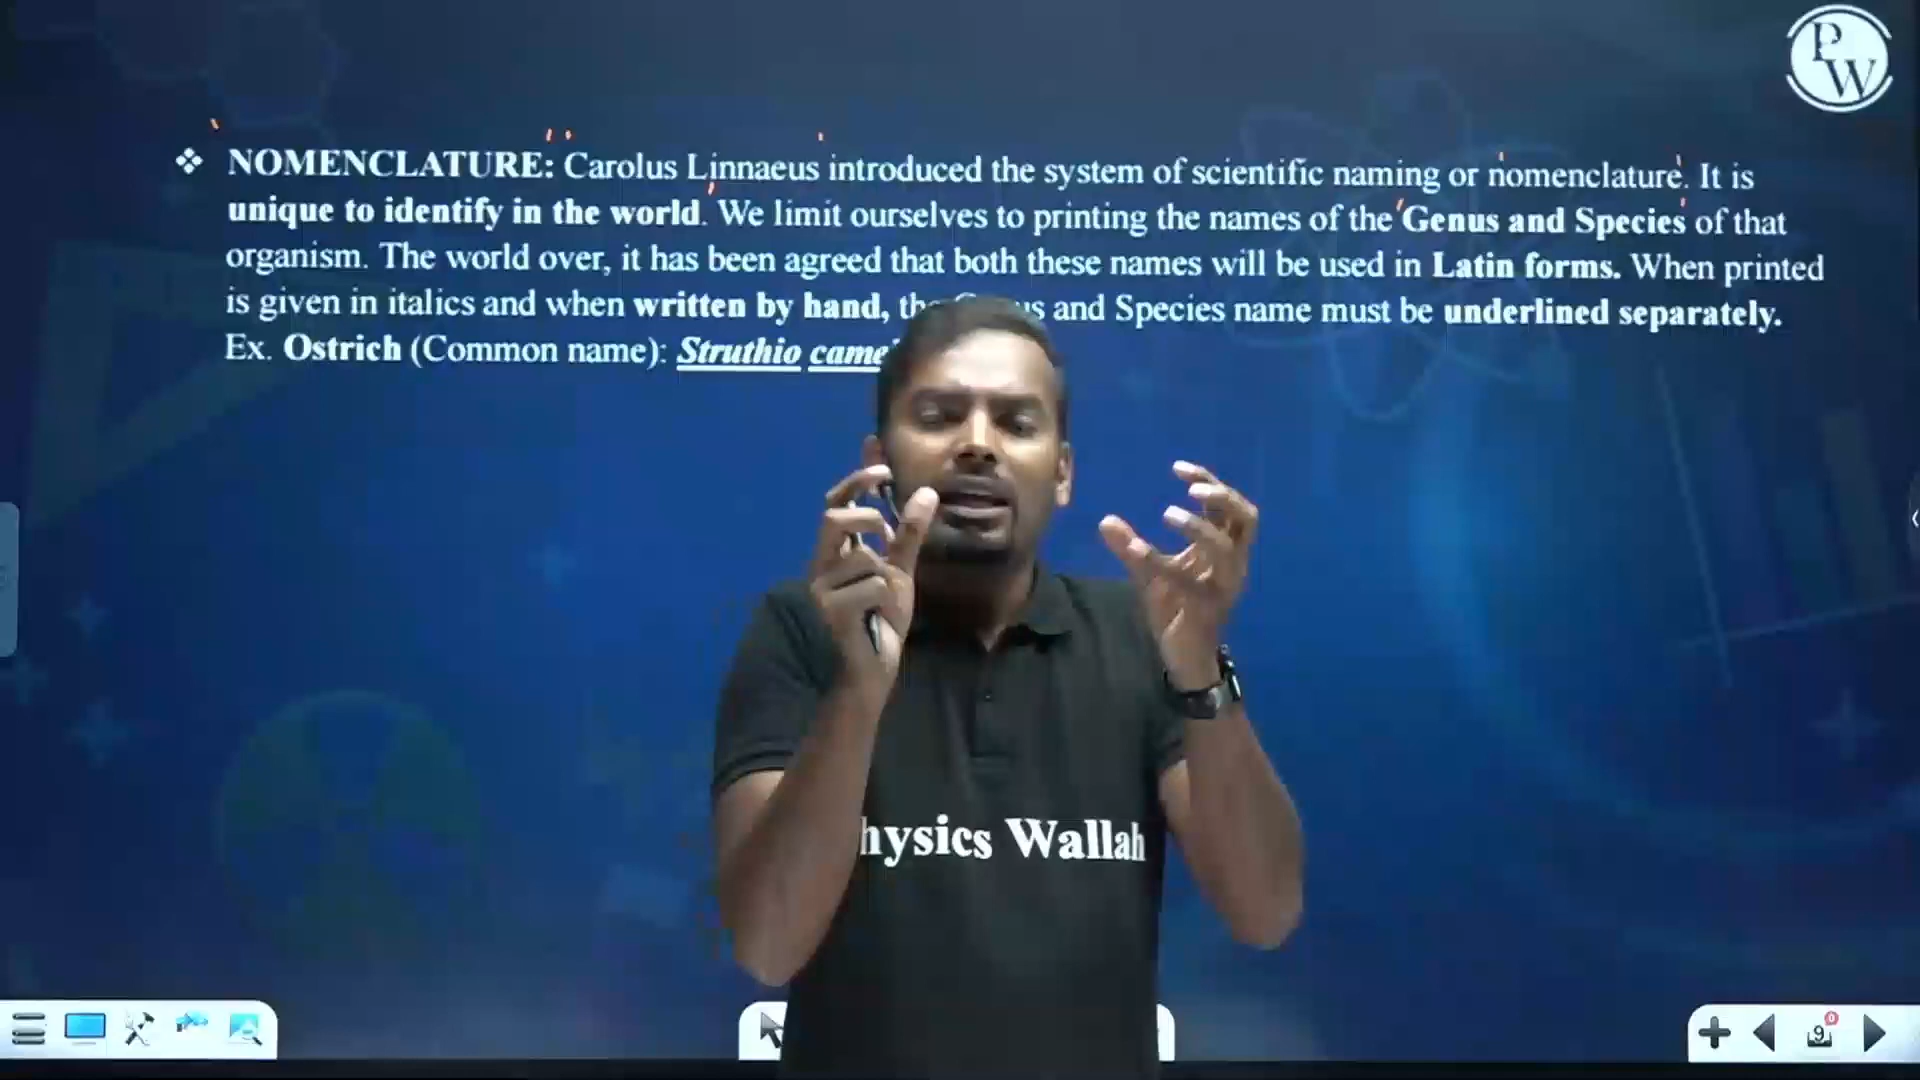 PW
❖ NOMENCLATURE: Carolus Linnaeus introduced the system of scientific naming or nomenclature. It is
unique to identify in the world. We limit ourselves to printing the names of the Genus and Species of that
organism. The world over, it has been agreed that both these names will be used in Latin forms. When printed
is given in italics and when written by hand, and Species name must be underlined separately.
Ex. Ostrich (Common name): Struthio
hysics Wallah
9
0